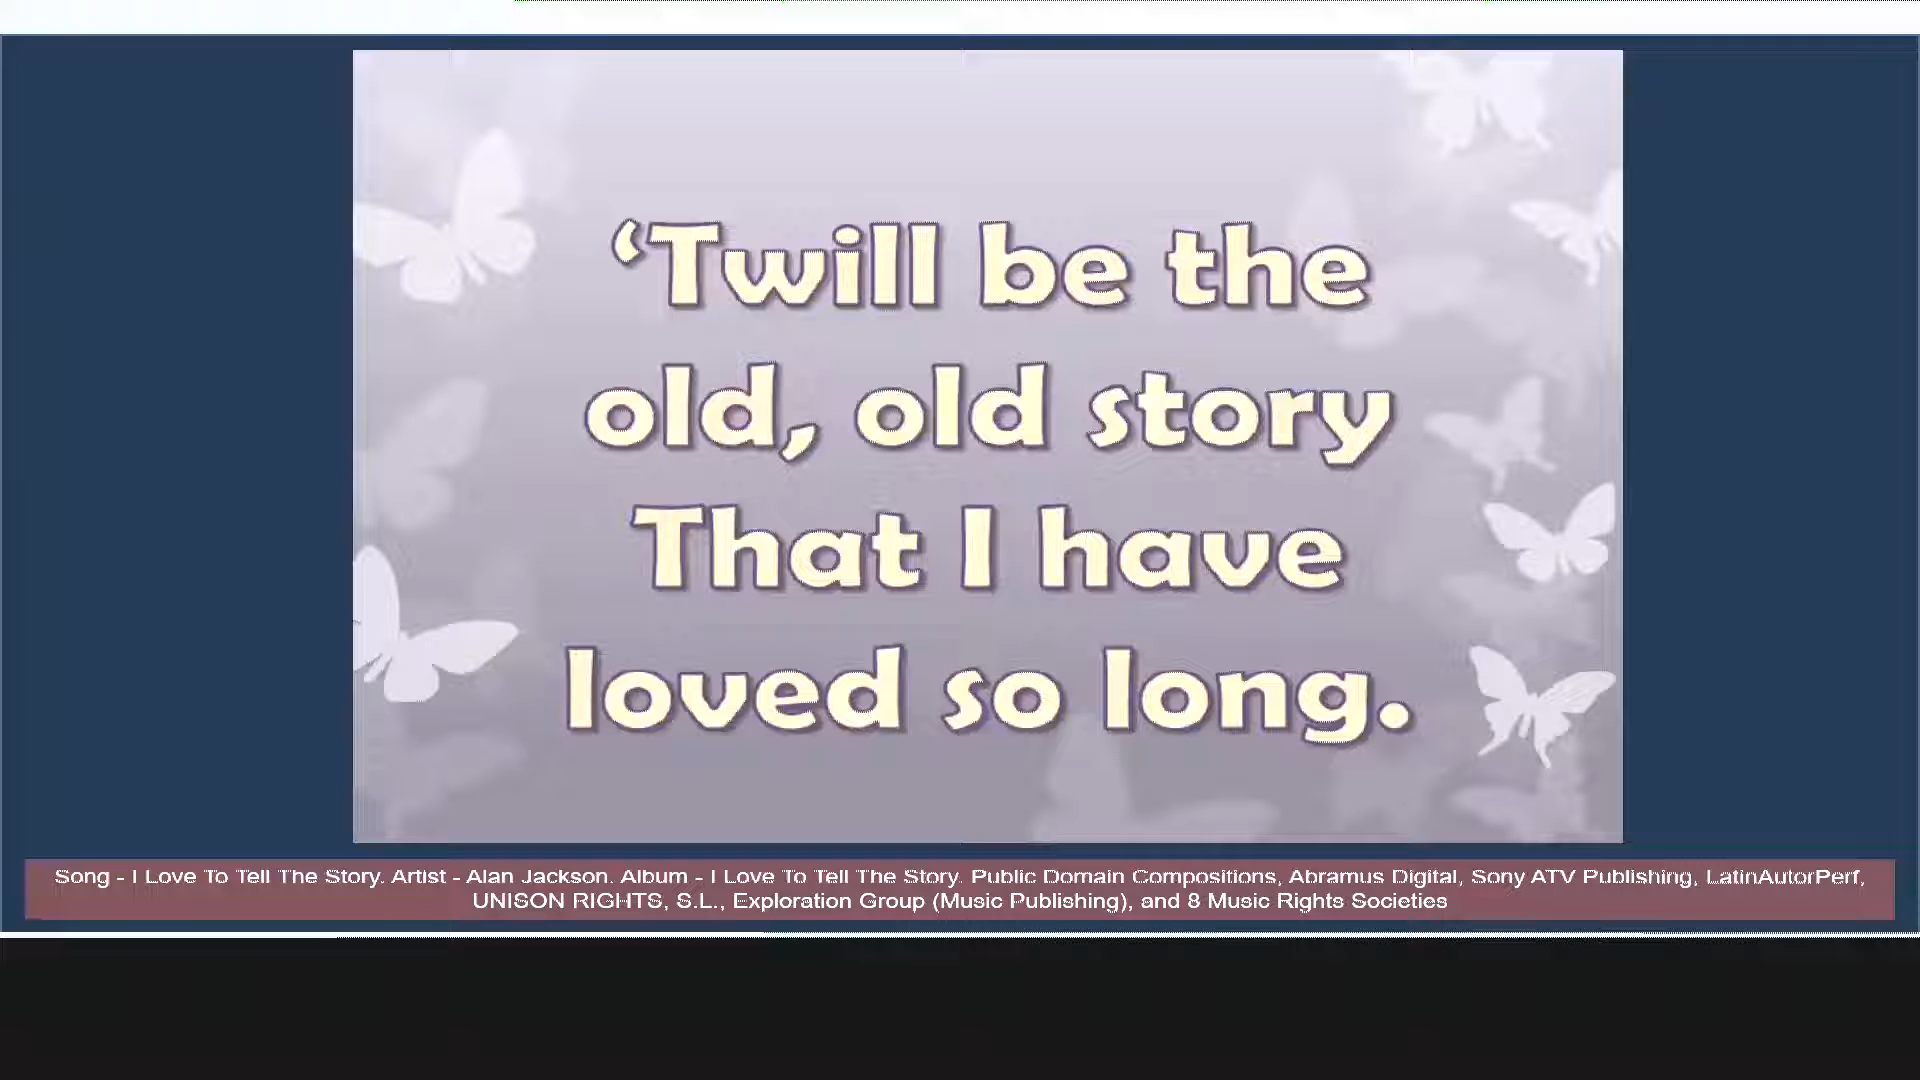 ‘Twill be the
old, old story
That I have
loved so long.
Song - I Love To Tell The Story. Artist - Alan Jackson. Album - I Love To Tell The Story. Public Domain Compositions, Abramus Digital, Sony ATV Publishing, LatinAutorPerf,
UNISON RIGHTS, S.L., Exploration Group (Music Publishing), and 8 Music Rights Societies